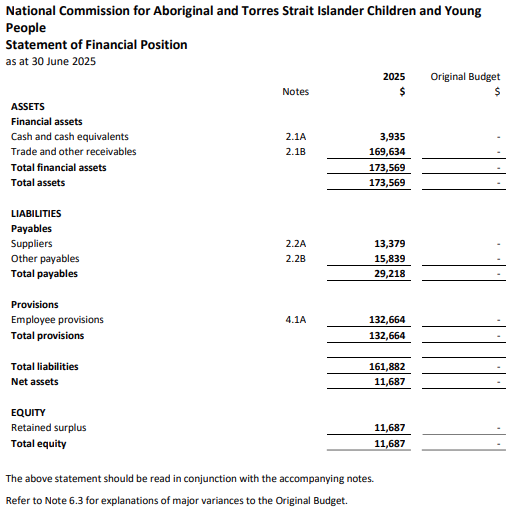 National Commission for Aboriginal and Torres Strait Islander Children and Young
People
Statement of Financial Position
as at 30 June 2025
2025 Original Budget
Notes $ $
ASSETS
Financial assets
Cash and cash equivalents 2.1A 3,935 -
Trade and other receivables 2.1B 169,634 -
Total financial assets 173,569 -
Total assets 173,569 -
LIABILITIES
Payables
Suppliers 2.2A 13,379 -
Other payables 2.2B 15,839 -
Total payables 29,218 -
Provisions
Employee provisions 4.1A 132,664 -
Total provisions 132,664 -
Total liabilities 161,882 -
Net assets 11,687 -
EQUITY
Retained surplus 11,687 -
Total equity 11,687 -
The above statement should be read in conjunction with the accompanying notes.
Refer to Note 6.3 for explanations of major variances to the Original Budget.